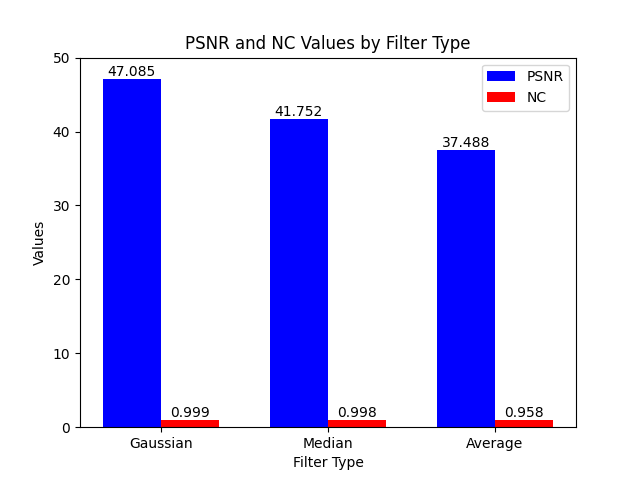 PSNR and NC Values by Filter Type
PSNR
NC
47.085
41.752
37.488
0.999
0.998
0.958
50
40
30
20
10
0
Values
Gaussian
Median
Average
Filter Type